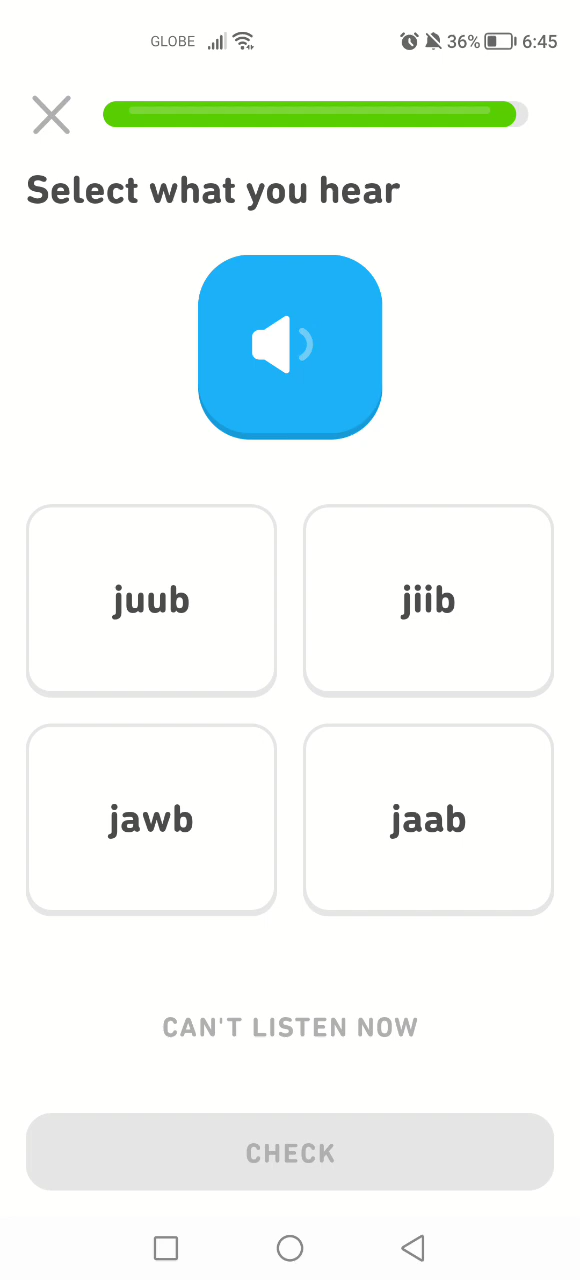 GLOBE 36% 6:45
Select what you hear
juub jiib
jawb jaab
CAN'T LISTEN NOW
CHECK